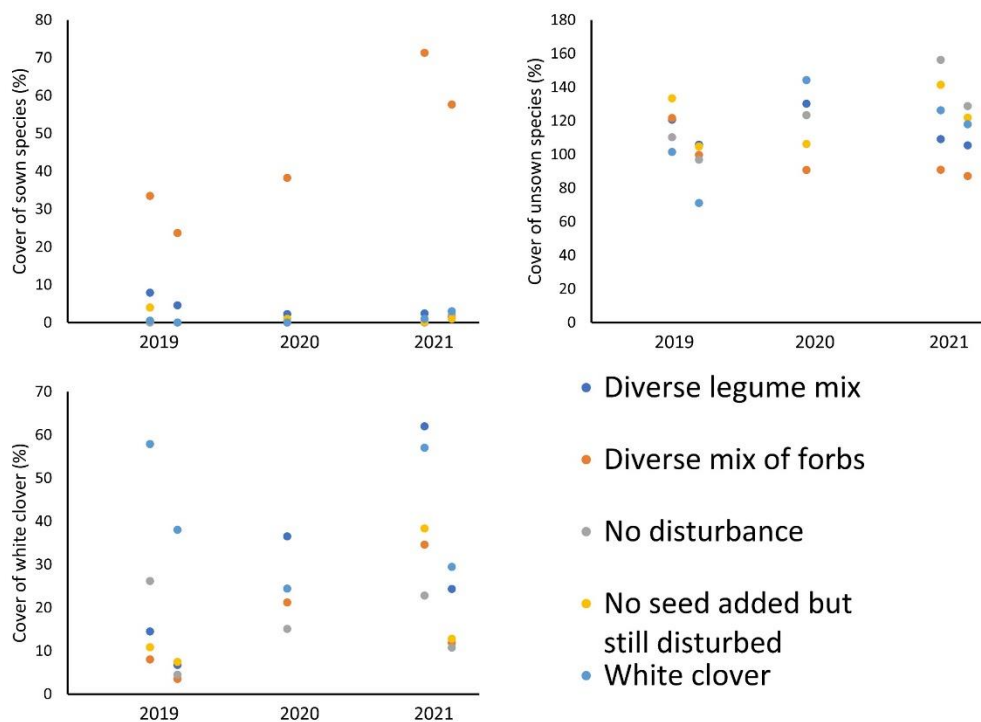 Cover of sown species (%)
80
70
60
50
40
30
20
10
0
2019 2020 2021
Cover of unsown species (%)
180
160
140
120
100
80
60
40
20
0
2019 2020 2021
Cover of white clover (%)
70
60
50
40
30
20
10
0
2019 2020 2021
Diverse legume mix
Diverse mix of forbs
No disturbance
No seed added but
still disturbed
White clover